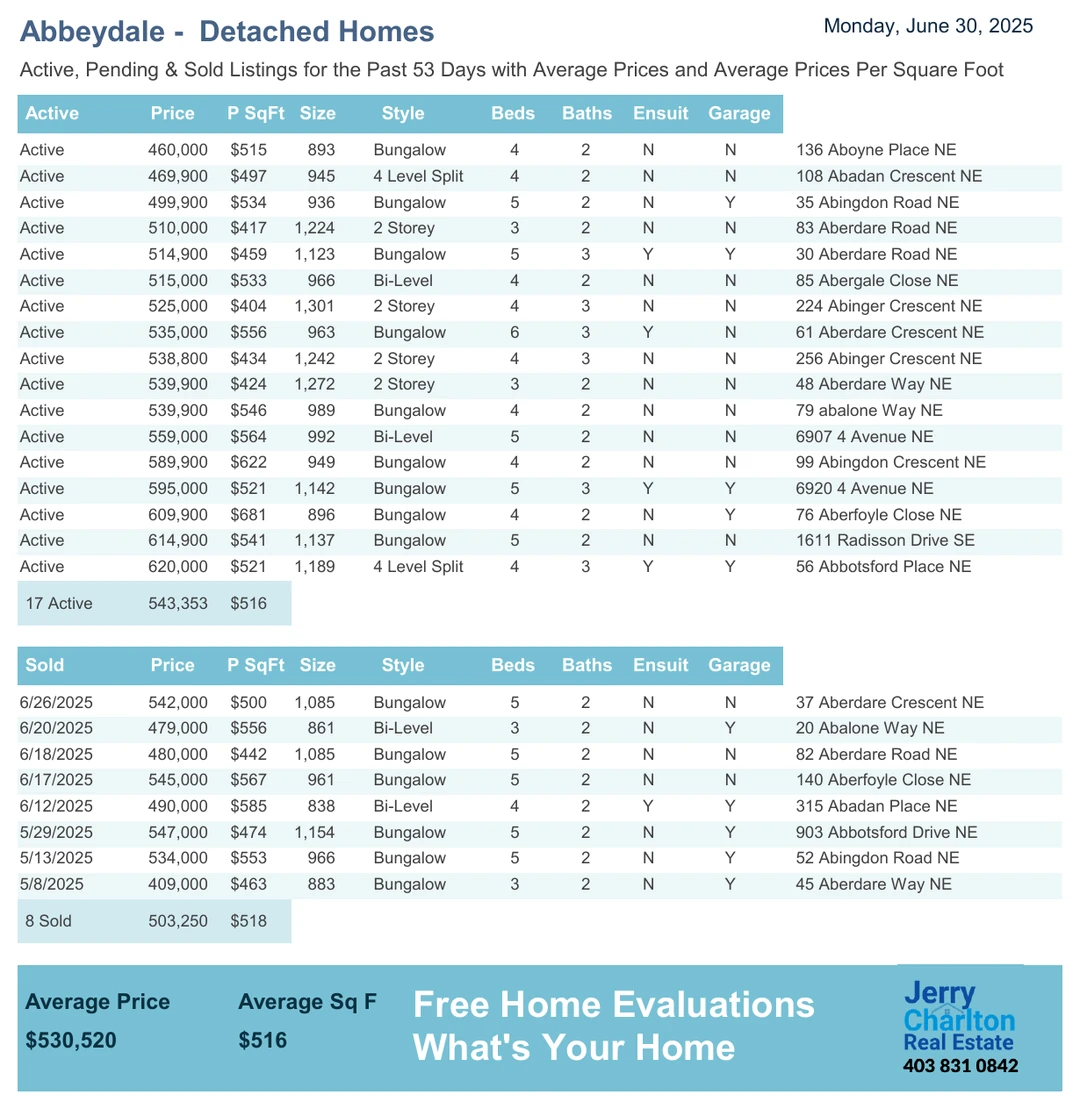 Abbeydale - Detached Homes
Monday, June 30, 2025
Active, Pending & Sold Listings for the Past 53 Days with Average Prices and Average Prices Per Square Foot
Active Price P SqFt Size Style Beds Baths Ensuit Garage
Active 460,000 $515 893 Bungalow 4 2 N N 136 Aboyne Place NE
Active 469,900 $497 945 4 Level Split 4 2 N N 108 Abadan Crescent NE
Active 499,900 $534 936 Bungalow 5 2 N Y 35 Abingdon Road NE
Active 510,000 $417 1,224 2 Storey 3 2 N N 83 Aberdare Road NE
Active 514,900 $459 1,123 Bungalow 5 3 Y Y 30 Aberdare Road NE
Active 515,000 $533 966 Bi-Level 4 2 N N 85 Abergale Close NE
Active 525,000 $404 1,301 2 Storey 4 3 N N 224 Abinger Crescent NE
Active 535,000 $556 963 Bungalow 6 3 Y N 61 Aberdare Crescent NE
Active 538,800 $434 1,242 2 Storey 4 3 N N 256 Abinger Crescent NE
Active 539,900 $424 1,272 2 Storey 3 2 N N 48 Aberdare Way NE
Active 539,900 $546 989 Bungalow 4 2 N N 79 abalone Way NE
Active 559,000 $564 992 Bi-Level 5 2 N N 6907 4 Avenue NE
Active 589,900 $622 949 Bungalow 4 2 N N 99 Abingdon Crescent NE
Active 595,000 $521 1,142 Bungalow 5 3 Y Y 6920 4 Avenue NE
Active 609,900 $681 896 Bungalow 4 2 N Y 76 Aberfoyle Close NE
Active 614,900 $541 1,137 Bungalow 5 2 N N 1611 Radisson Drive SE
Active 620,000 $521 1,189 4 Level Split 4 3 Y Y 56 Abbotsford Place NE
17 Active 543,353 $516
Sold Price P SqFt Size Style Beds Baths Ensuit Garage
6/26/2025 542,000 $500 1,085 Bungalow 5 2 N N 37 Aberdare Crescent NE
6/20/2025 479,000 $556 861 Bi-Level 3 2 N Y 20 Abalone Way NE
6/18/2025 480,000 $442 1,085 Bungalow 5 2 N N 82 Aberdare Road NE
6/17/2025 545,000 $567 961 Bungalow 5 2 N N 140 Aberfoyle Close NE
6/12/2025 490,000 $585 838 Bi-Level 4 2 Y Y 315 Abadan Place NE
5/29/2025 547,000 $474 1,154 Bungalow 5 2 N Y 903 Abbotsford Drive NE
5/13/2025 534,000 $553 966 Bungalow 5 2 N Y 52 Abingdon Road NE
5/8/2025 409,000 $463 883 Bungalow 3 2 N Y 45 Aberdare Way NE
8 Sold 503,250 $518
Average Price Average Sq F
$530,520 $516
Free Home Evaluations
What's Your Home
Jerry
Charlton
Real Estate
403 831 0842